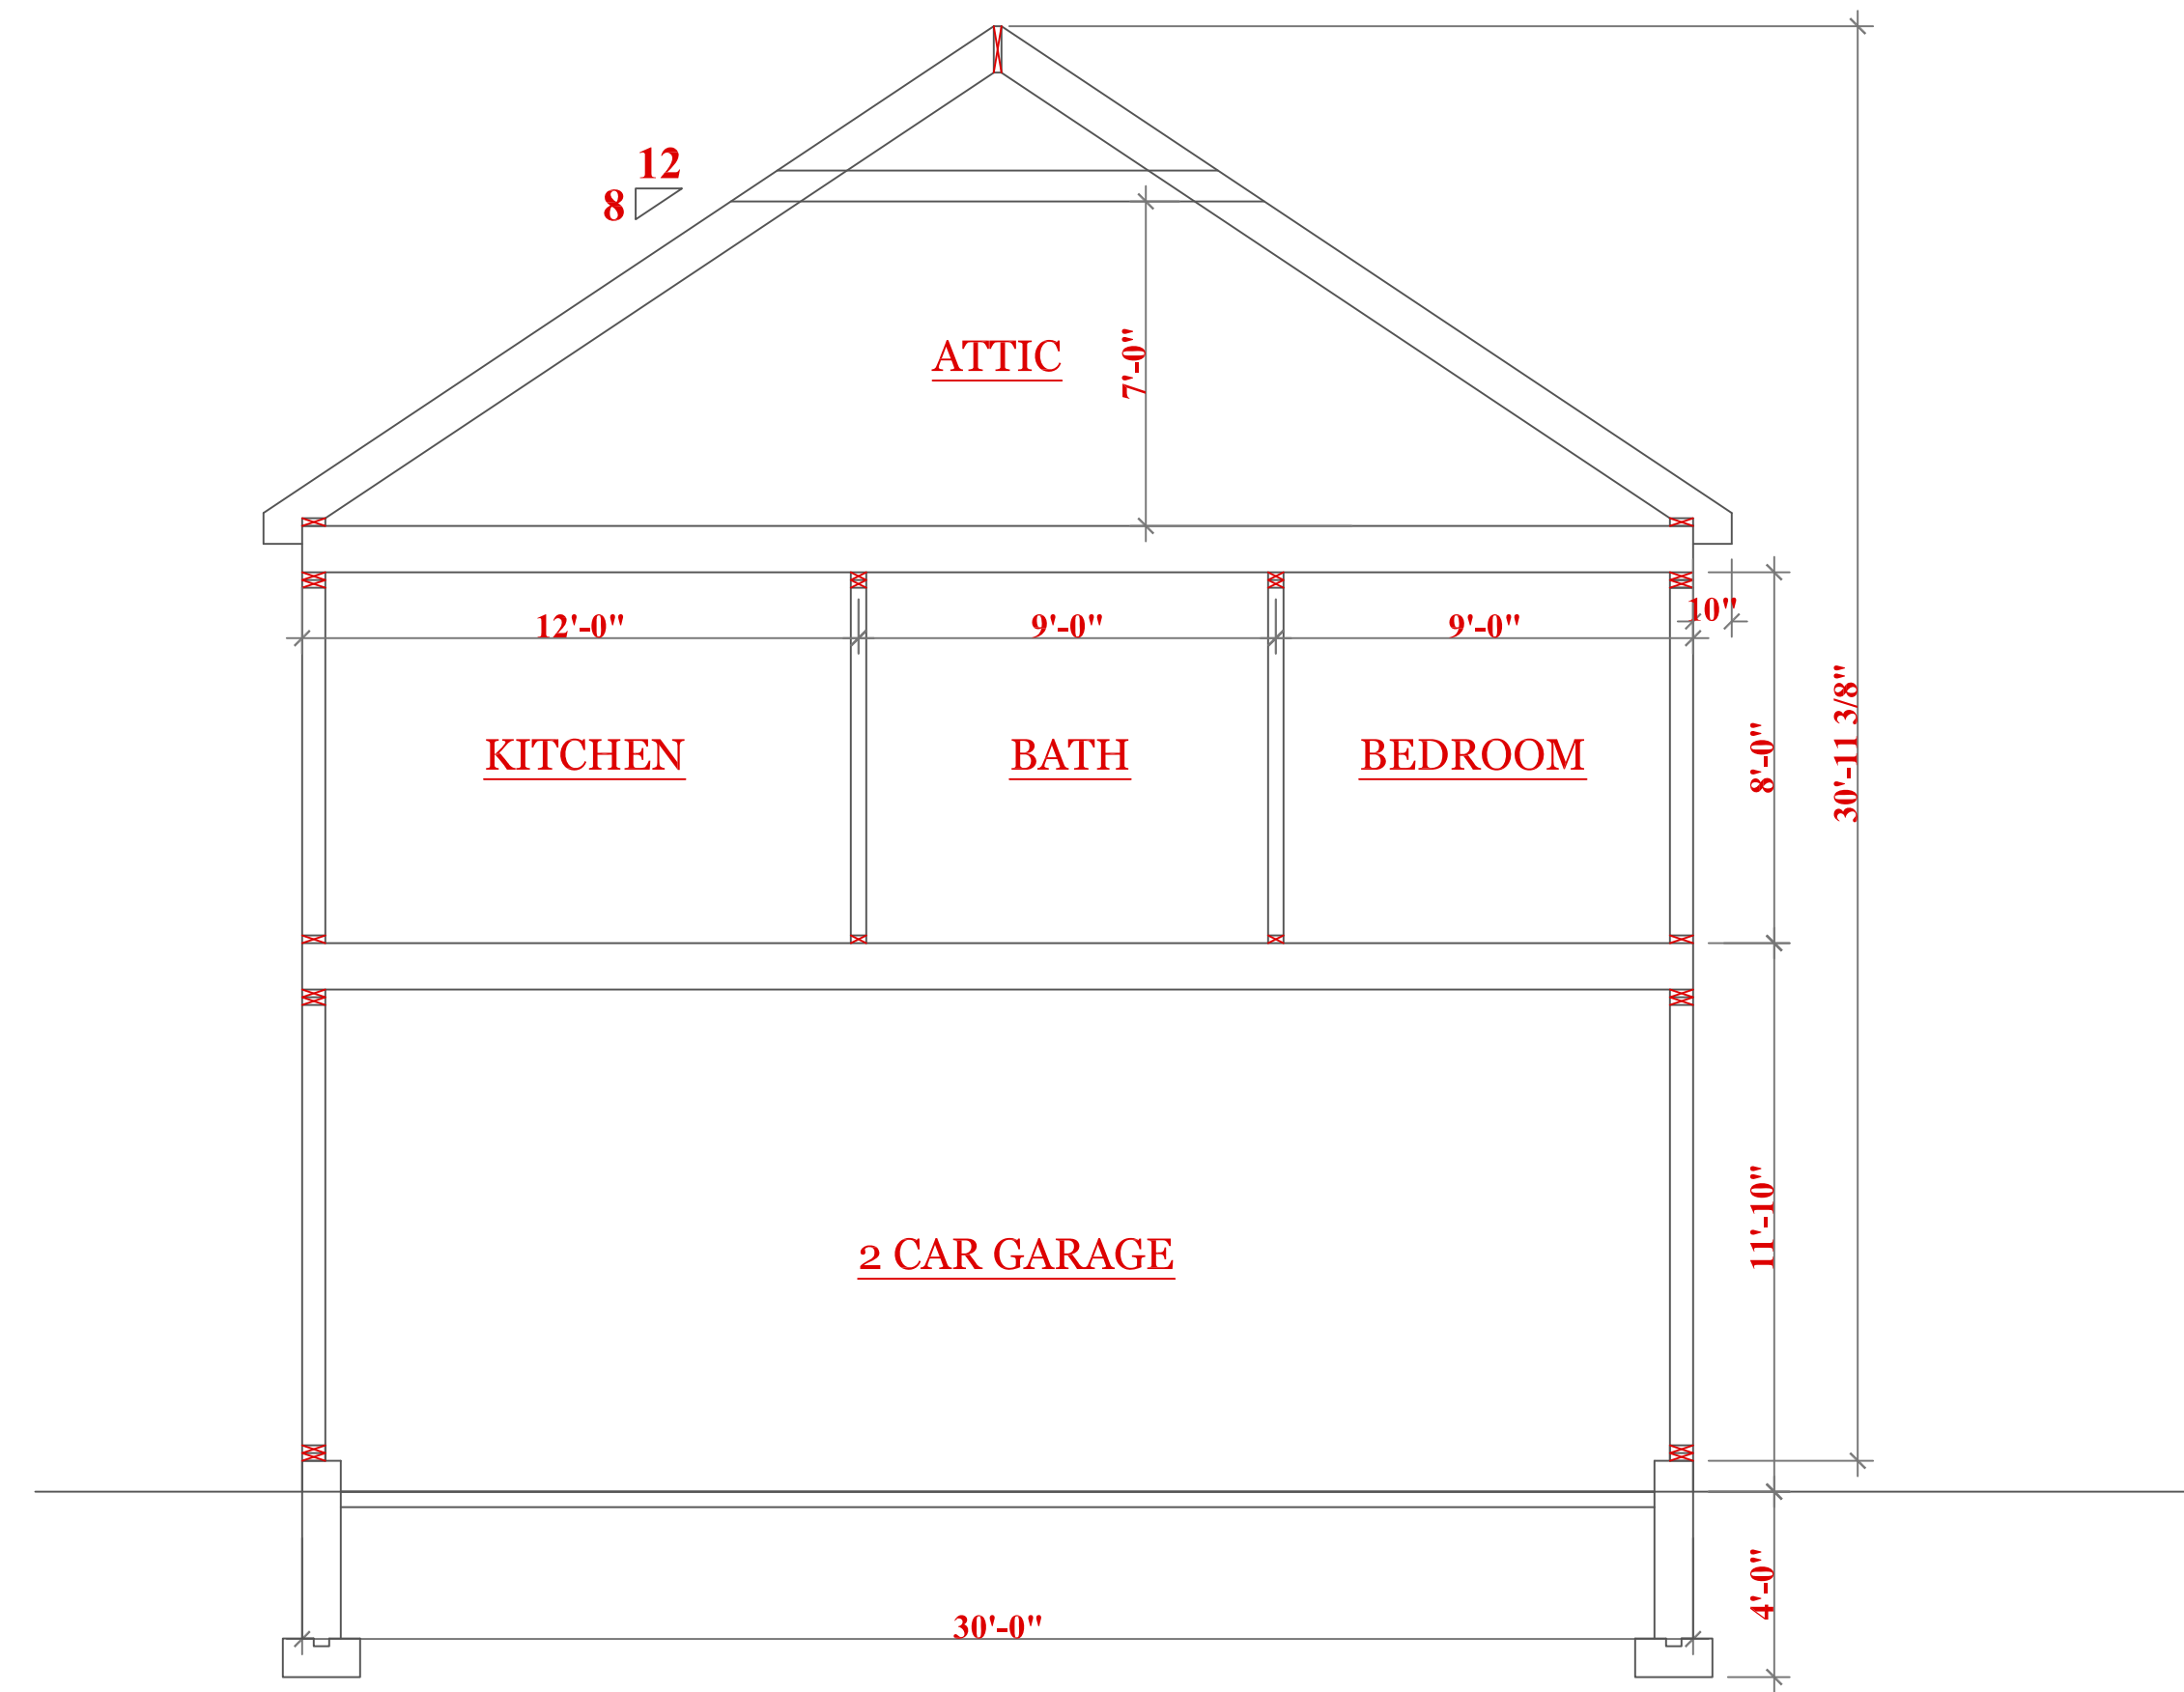 12
8
ATTIC
7'-0"
12'-0"
9'-0"
9'-0"
10"
KITCHEN
BATH
BEDROOM
8'-0"
30'-11 3/8"
2 CAR GARAGE
11'-10"
30'-0"
4'-0"